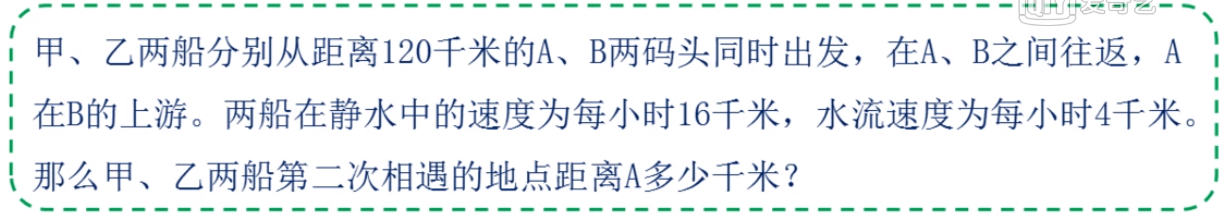 爱奇艺
甲、乙两船分别从距离120千米的A、B两码头同时出发，在A、B之间往返，A
在B的上游。两船在静水中的速度为每小时16千米，水流速度为每小时4千米。
那么甲、乙两船第二次相遇的地点距离A多少千米？